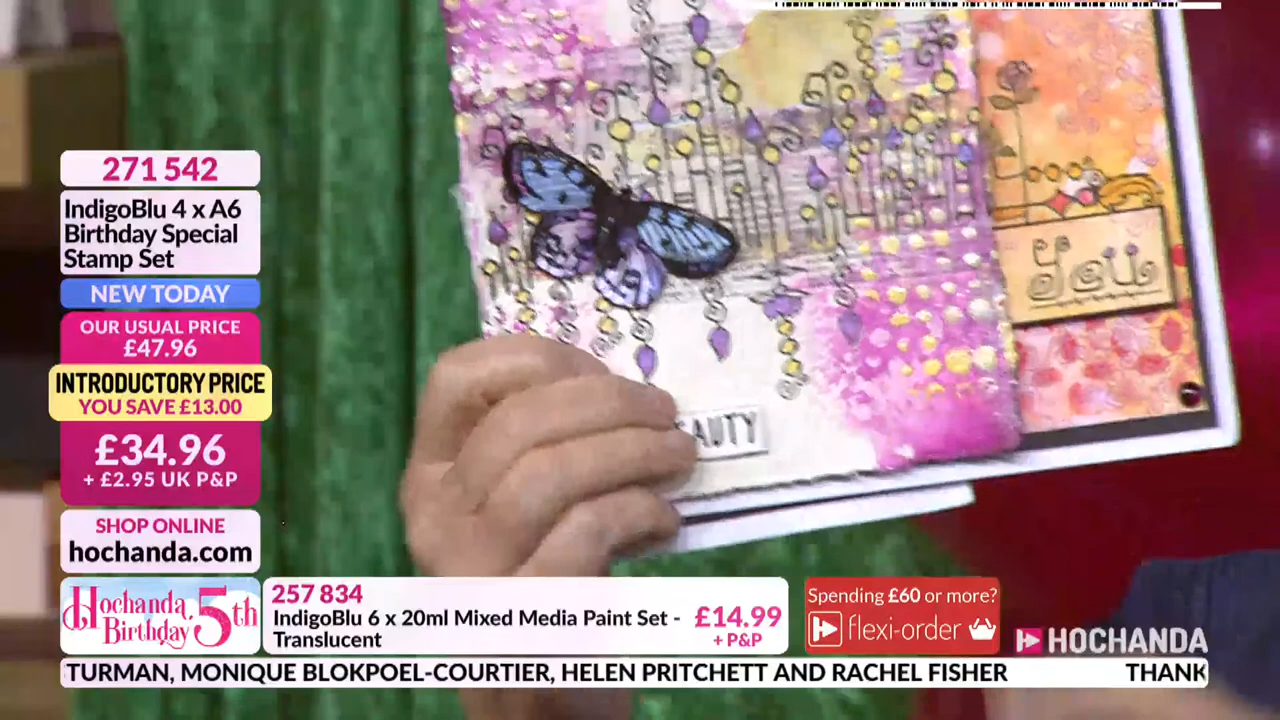 271 542
IndigoBlu 4 x A6
Birthday Special
Stamp Set
NEW TODAY
OUR USUAL PRICE
£47.96
INTRODUCTORY PRICE
YOU SAVE £13.00
£34.96
+ £2.95 UK P&P
SHOP ONLINE
hochanda.com
You
AUTY
Hochanda
Birthday
5th
257 834
IndigoBlu 6 x 20ml Mixed Media Paint Set -
Translucent
£14.99
+ P&P
Spending £60 or more?
flexi-order
HOCHANDA
TURMAN, MONIQUE BLOKPOEL-COURTIER, HELEN PRITCHETT AND RACHEL FISHER THANK